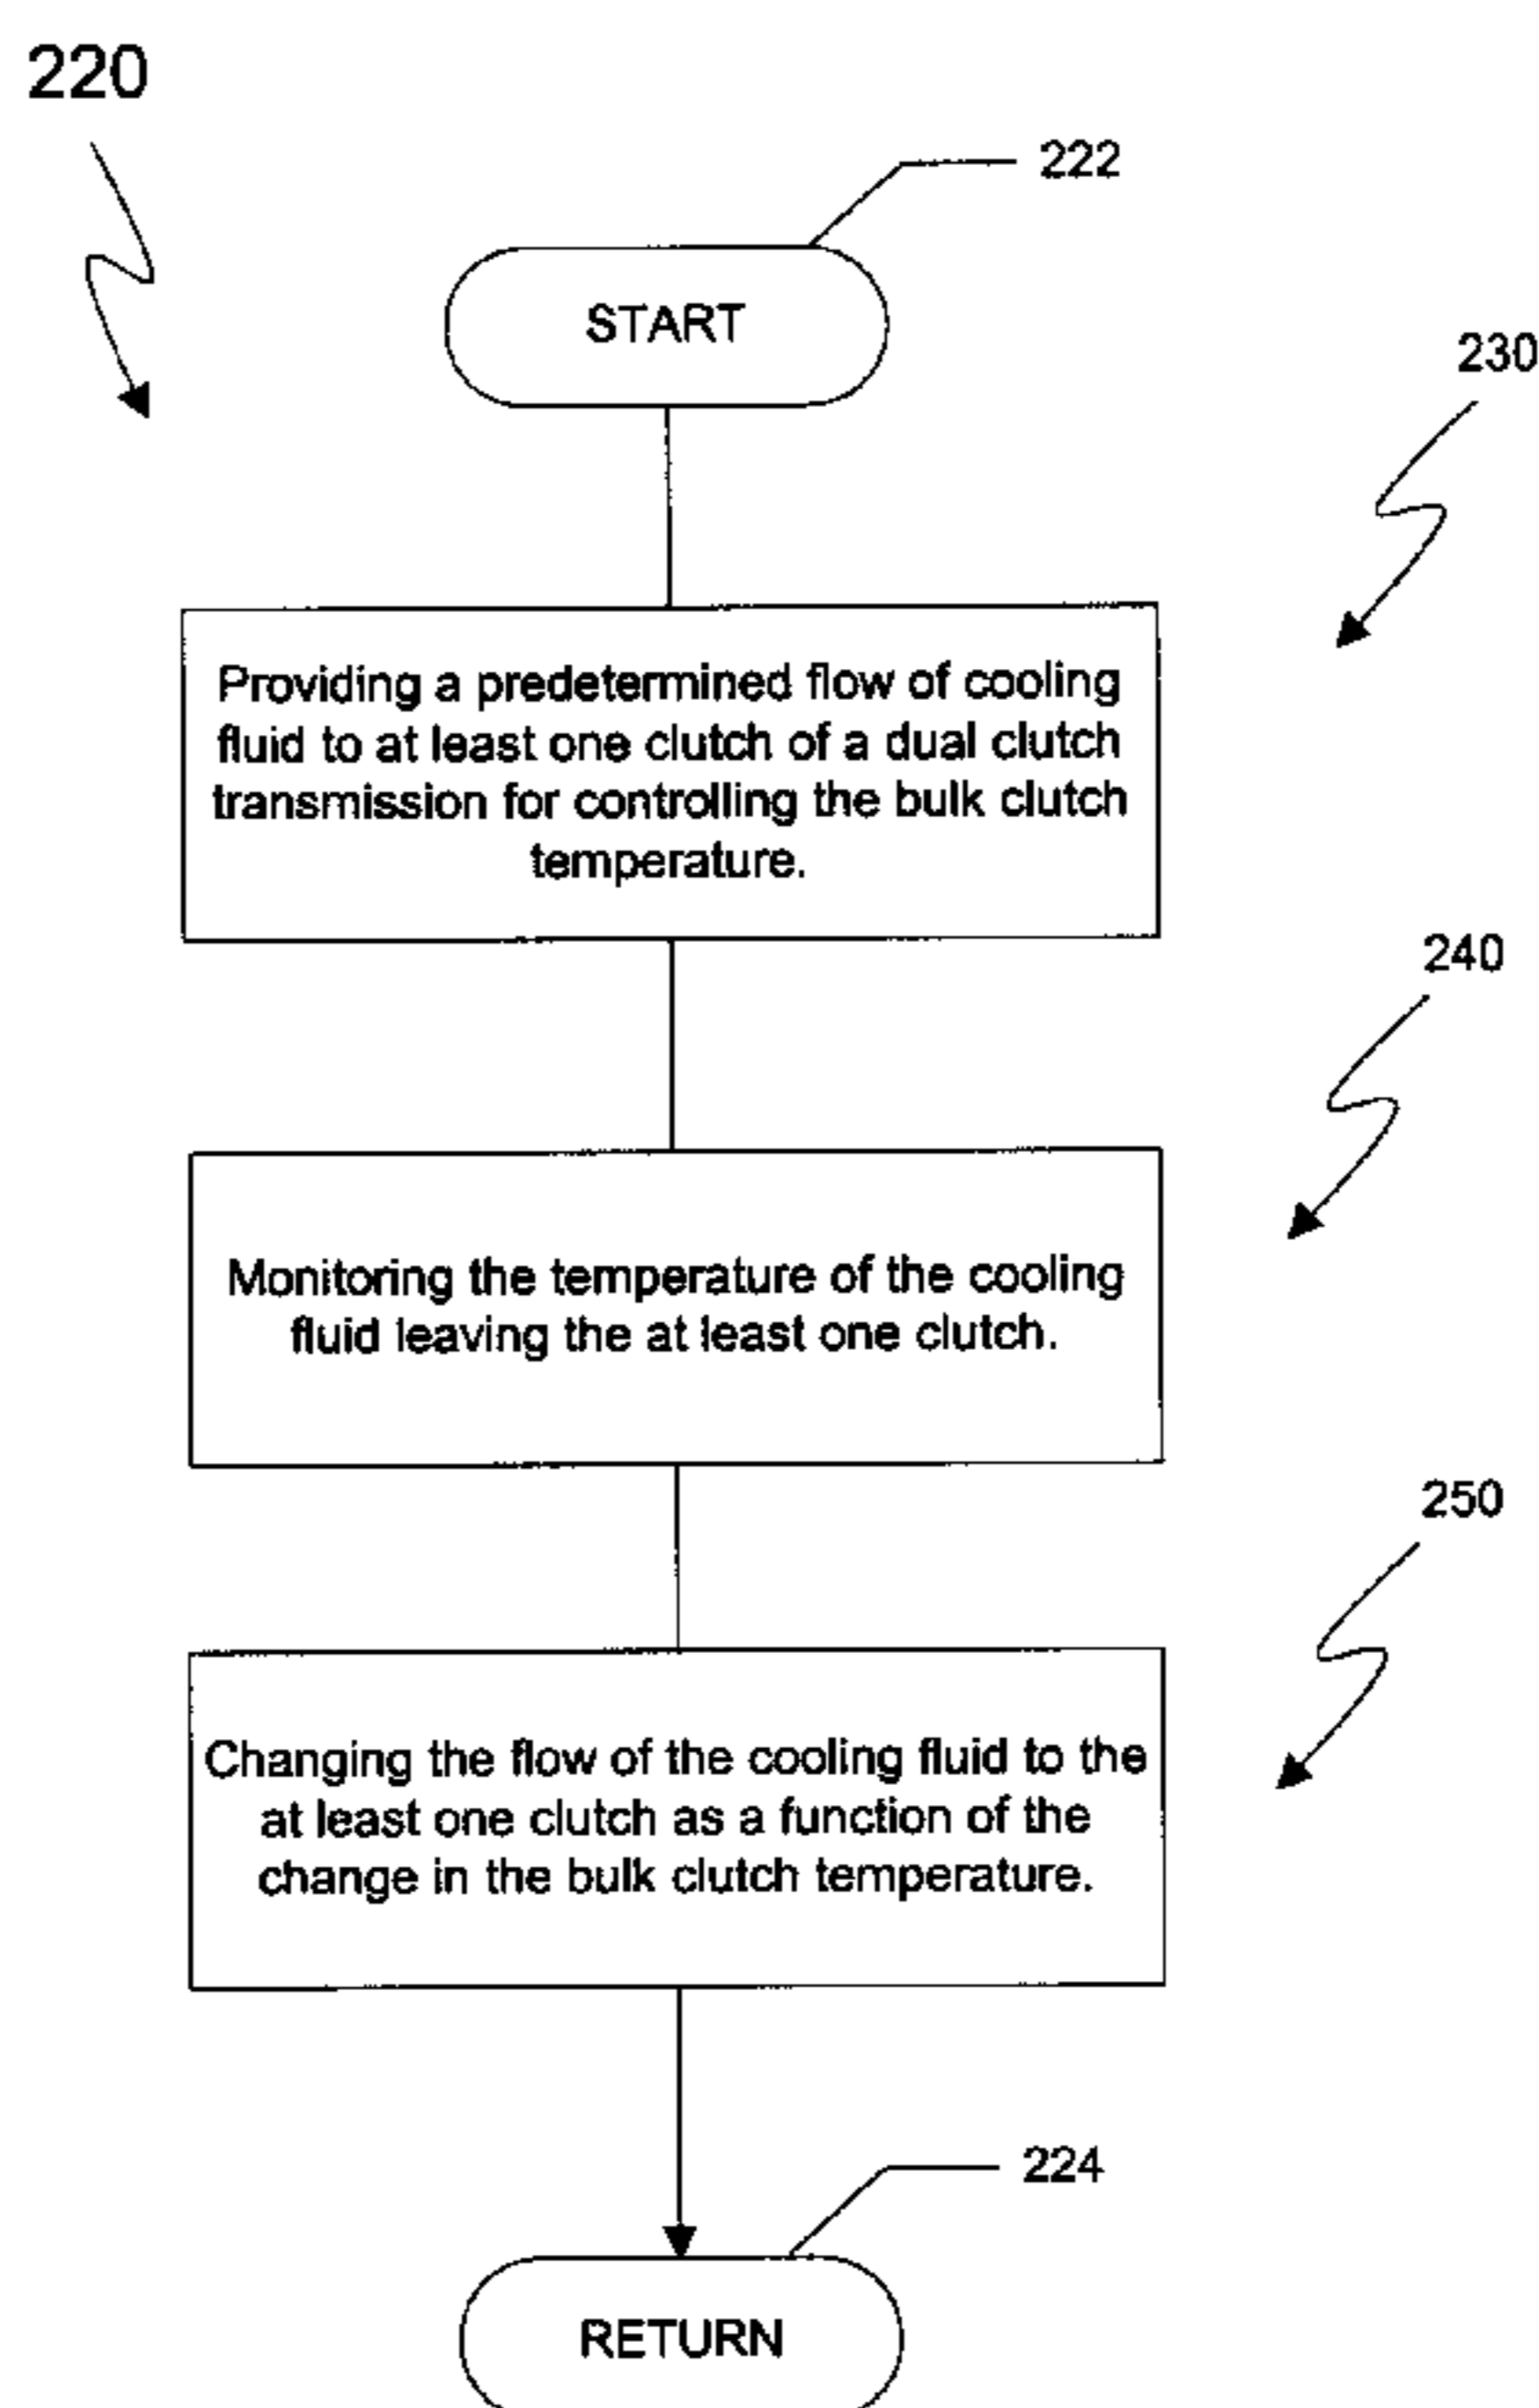 220
222
START
230
Providing a predetermined flow of cooling
fluid to at least one clutch of a dual clutch
transmission for controlling the bulk clutch
temperature.
240
Monitoring the temperature of the cooling
fluid leaving the at least one clutch.
250
Changing the flow of the cooling fluid to the
at least one clutch as a function of the
change in the bulk clutch temperature.
224
RETURN